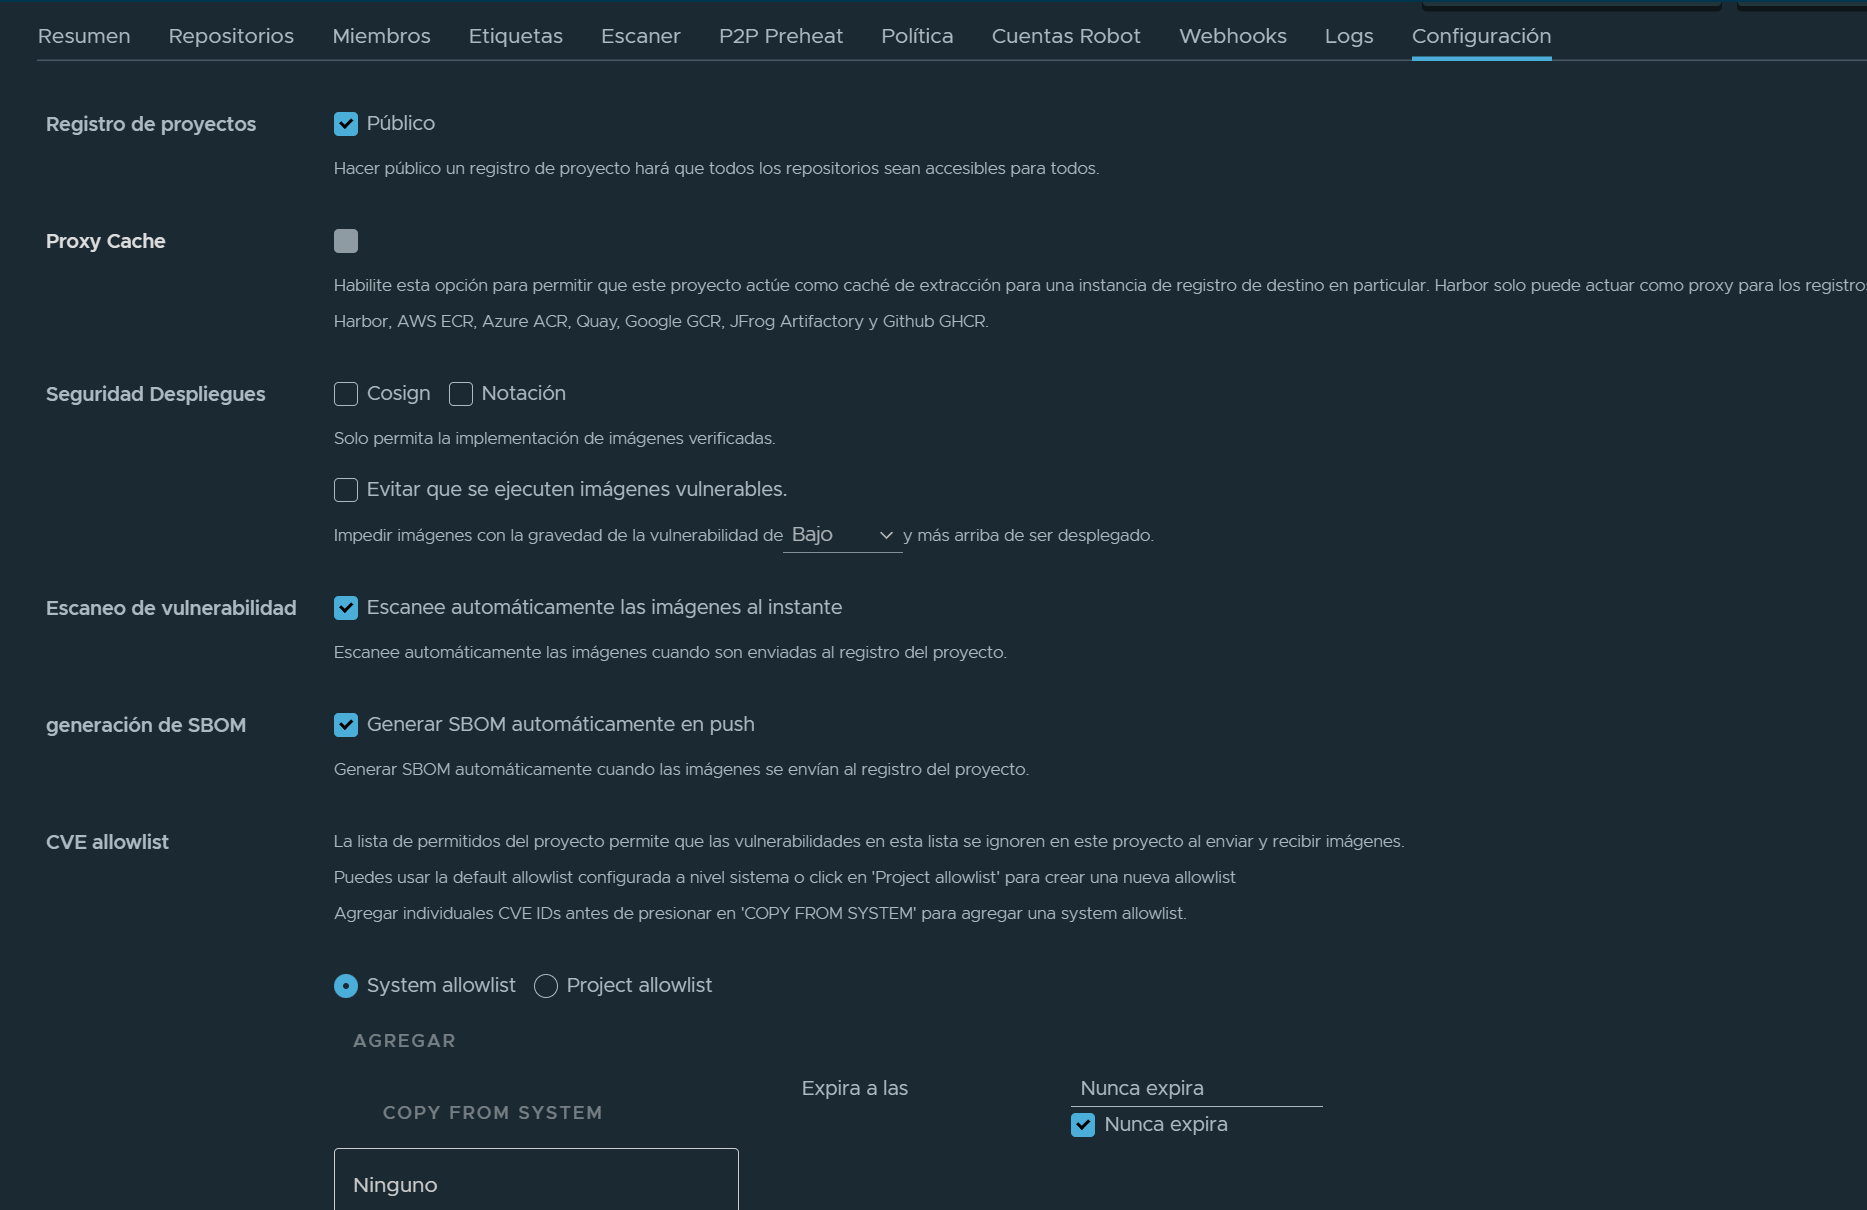 Resumen Repositorios Miembros Etiquetas Escaner P2P Preheat Política Cuentas Robot Webhooks Logs Configuración
Registro de proyectos Público
Hacer público un registro de proyecto hará que todos los repositorios sean accesibles para todos.
Proxy Cache
Habilite esta opción para permitir que este proyecto actúe como caché de extracción para una instancia de registro de destino en particular. Harbor solo puede actuar como proxy para los registros
Harbor, AWS ECR, Azure ACR, Quay, Google GCR, JFrog Artifactory y Github GHCR.
Seguridad Despliegues Cosign Notación
Solo permita la implementación de imágenes verificadas.
Evitar que se ejecuten imágenes vulnerables.
Impedir imágenes con la gravedad de la vulnerabilidad de Bajo y más arriba de ser desplegado.
Escaneo de vulnerabilidad Escanee automáticamente las imágenes al instante
Escanee automáticamente las imágenes cuando son enviadas al registro del proyecto.
generación de SBOM Generar SBOM automáticamente en push
Generar SBOM automáticamente cuando las imágenes se envían al registro del proyecto.
CVE allowlist La lista de permitidos del proyecto permite que las vulnerabilidades en esta lista se ignoren en este proyecto al enviar y recibir imágenes.
Puedes usar la default allowlist configurada a nivel sistema o click en 'Project allowlist' para crear una nueva allowlist
Agregar individuales CVE IDs antes de presionar en 'COPY FROM SYSTEM' para agregar una system allowlist.
System allowlist Project allowlist
AGREGAR
Expira a las Nunca expira
COPY FROM SYSTEM
Nunca expira
Ninguno